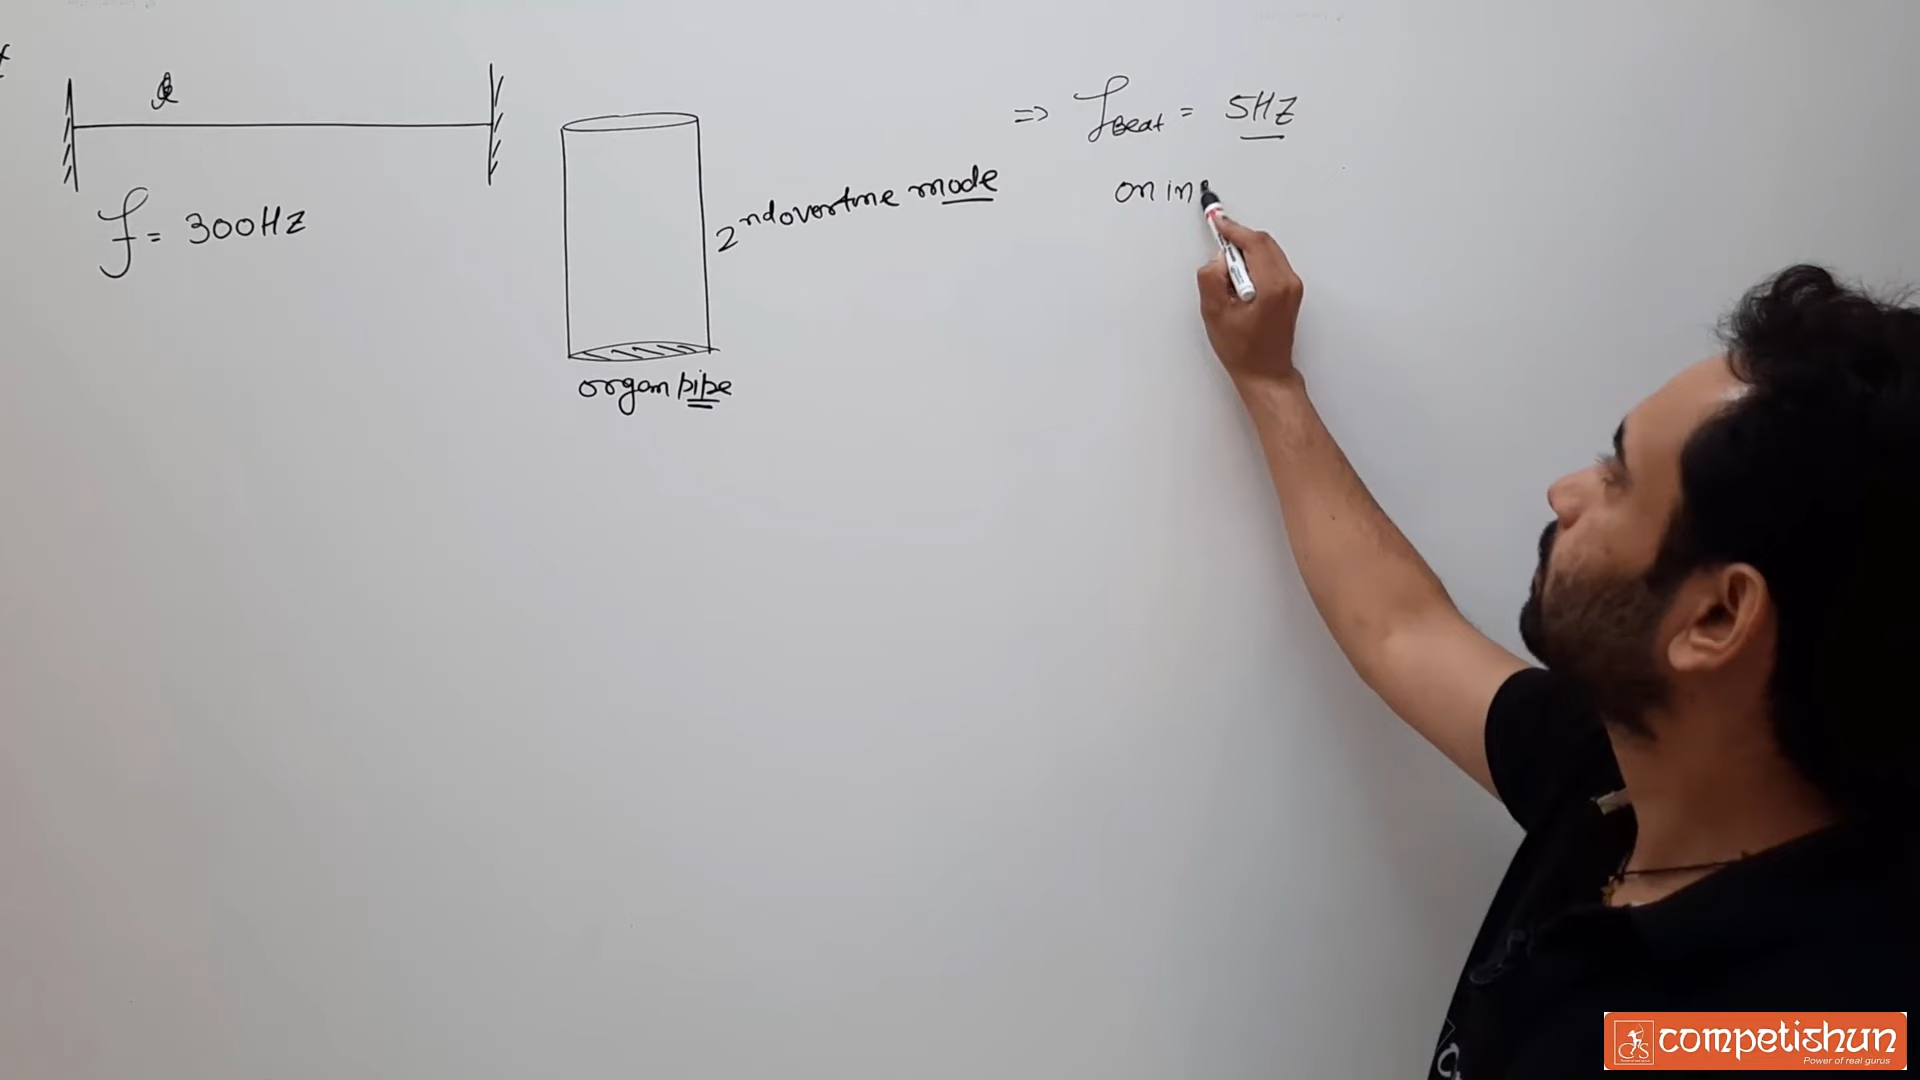 f = 300HZ
2nd overtone mode
organ pipe
=> fBeat = 5HZ
on in
competishun
Power of real gurus